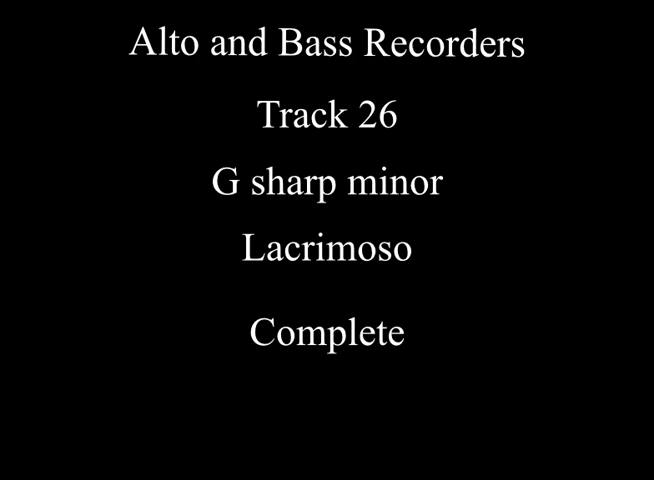 Alto and Bass Recorders
Track 26
G sharp minor
Lacrimoso
Complete